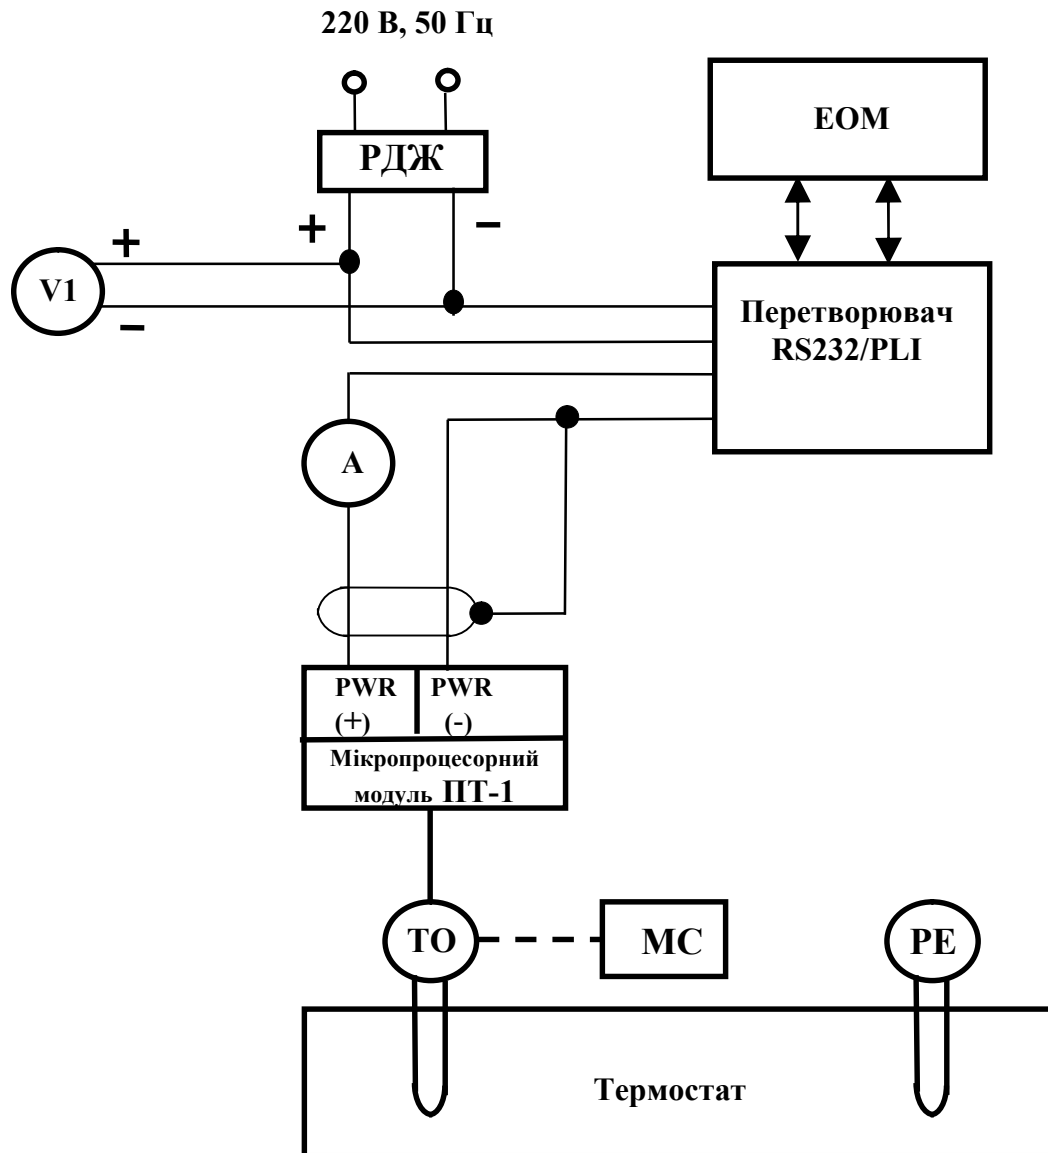 220 В, 50 Гц
ЕОМ
РДЖ
+
+
–
V1
–
Перетворювач
RS232/PLI
А
PWR
(+)
PWR
(-)
Мікропроцесорний
модуль ПТ-1
ТО
МС
РЕ
Термостат